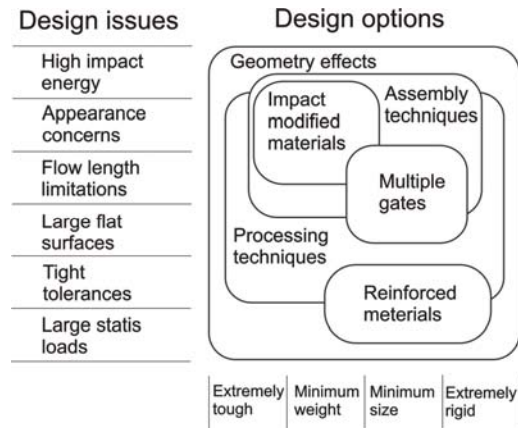 Design issues
Design options
High impact
energy
Appearance
concerns
Flow length
limitations
Large flat
surfaces
Tight
tolerances
Large statis
loads
Geometry effects
Impact
modified
materials
Assembly
techniques
Multiple
gates
Processing
techniques
Reinforced
meterials
Extremely
tough
Minimum
weight
Minimum
size
Extremely
rigid